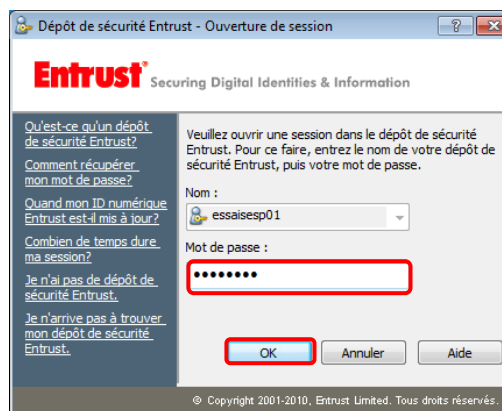 Dépôt de sécurité Entrust - Ouverture de session
Entrust® Securing Digital Identities & Information
Qu'est-ce qu'un dépôt
de sécurité Entrust?
Comment récupérer
mon mot de passe?
Quand mon ID numérique
Entrust est-il mis à jour?
Combien de temps dure
ma session?
Je n'ai pas de dépôt de
sécurité Entrust.
Je n'arrive pas à trouver
mon dépôt de sécurité
Entrust.
Veuillez ouvrir une session dans le dépôt de sécurité
Entrust. Pour ce faire, entrez le nom de votre dépôt de
sécurité Entrust, puis votre mot de passe.
Nom :
essaisesp01
Mot de passe :
••••••••
OK Annuler Aide
© Copyright 2001-2010, Entrust Limited. Tous droits réservés.